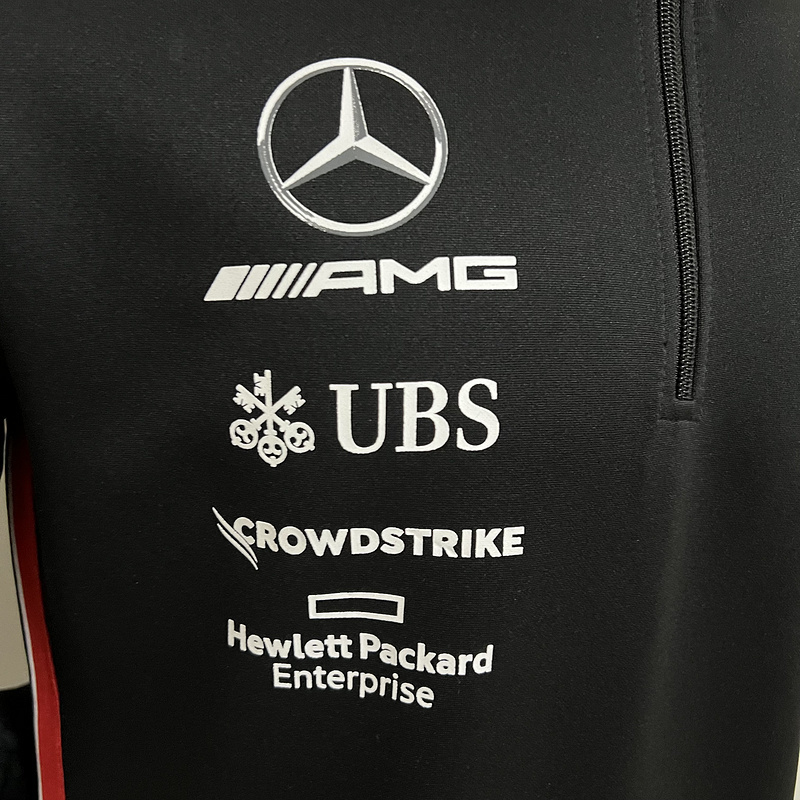 AMG
UBS
CROWDSTRIKE
Hewlett Packard
Enterprise